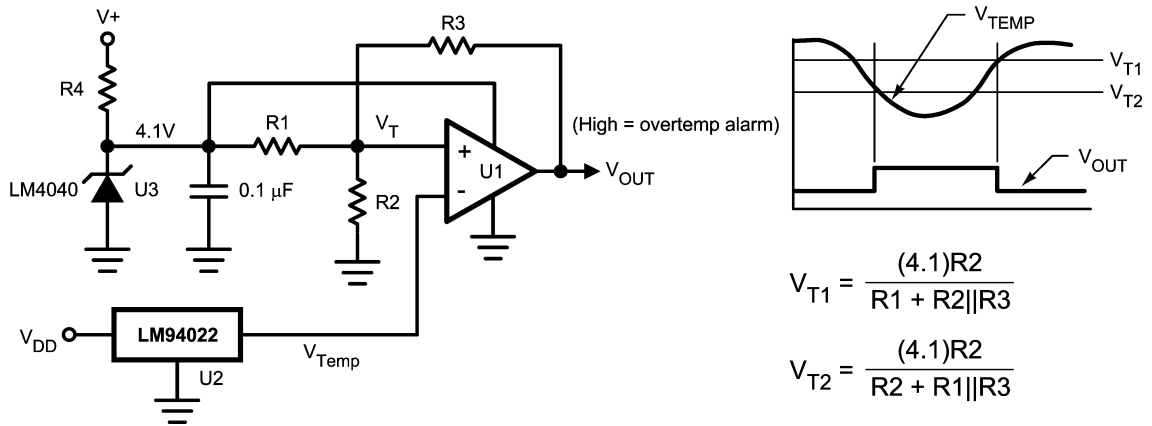 V+
R4
4.1V
R1
R3
V_T
LM4040
U3
0.1 µF
R2
+
-
U1
(High = overtemp alarm)
V_OUT
V_DD
LM94022
U2
V_Temp
V_TEMP
V_T1
V_T2
V_OUT
V_T1 = (4.1)R2 / R1 + R2||R3
V_T2 = (4.1)R2 / R2 + R1||R3